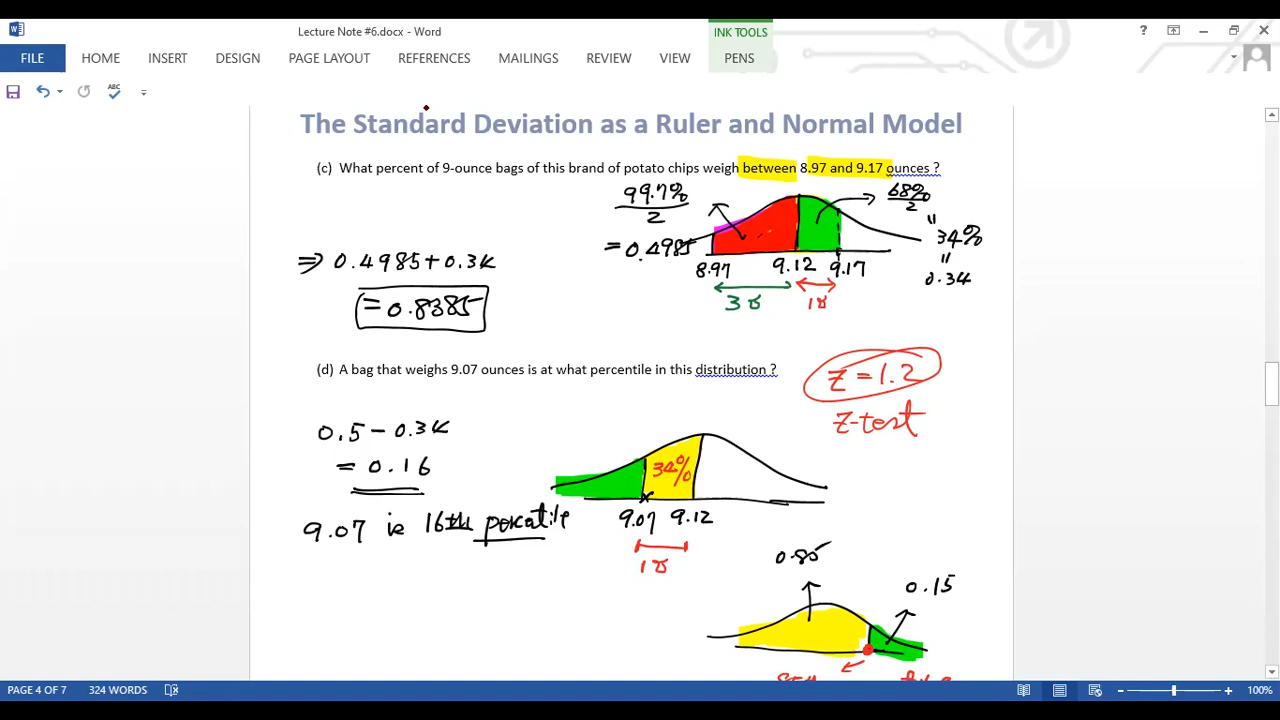 Lecture Note #6.docx - Word
INK TOOLS
?
FILE HOME INSERT DESIGN PAGE LAYOUT REFERENCES MAILINGS REVIEW VIEW PENS
ABC
The Standard Deviation as a Ruler and Normal Model
(c) What percent of 9-ounce bags of this brand of potato chips weigh between 8.97 and 9.17 ounces ?
99.7%
2
= 0.4985
68%
2
=
34%
=
0.34
8.97 9.12 9.17
3σ 1σ
⇒ 0.4985+0.34
= 0.8385
(d) A bag that weighs 9.07 ounces is at what percentile in this distribution ?
z = 1.2
z-test
0.5 - 0.34
= 0.16
34%
9.07 is 16th
9.07 9.12
1σ
0.85
0.15
PAGE 4 OF 7 324 WORDS 100%